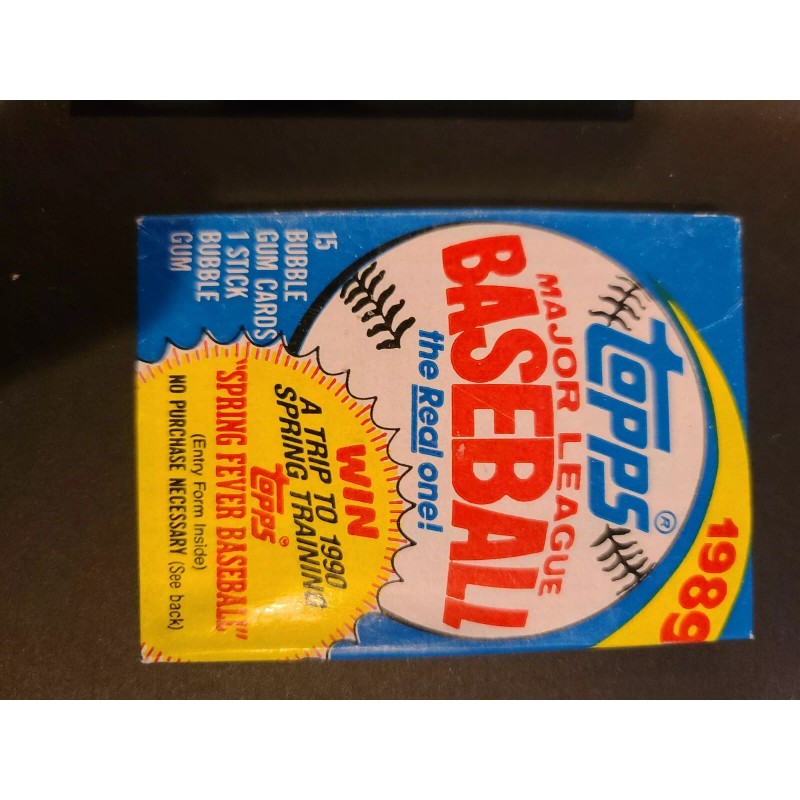 1989
topps®
MAJOR LEAGUE
BASEBALL
the Real one!
15
BUBBLE
GUM CARDS
1 STICK
BUBBLE
GUM
WIN
A TRIP TO 1990
SPRING TRAINING
topps®
"SPRING FEVER BASEBALL"
(Entry Form Inside)
NO PURCHASE NECESSARY (See back)